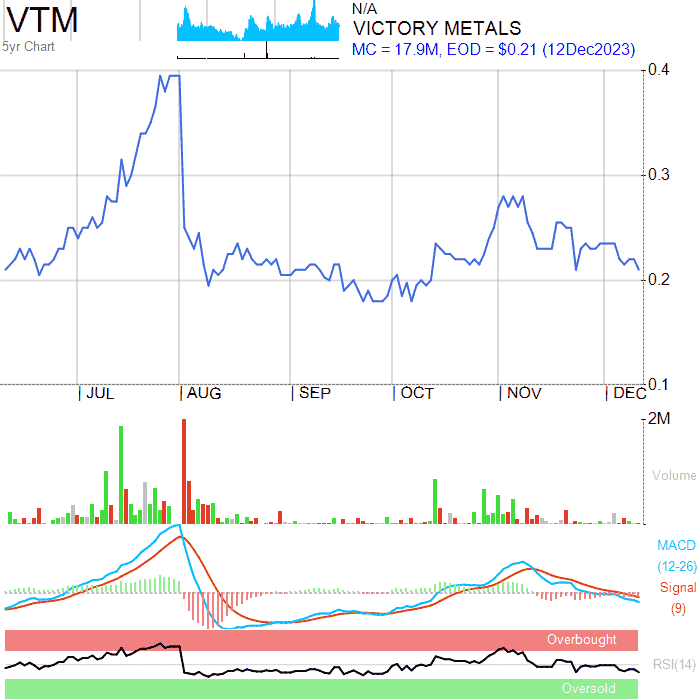 VTM
5yr Chart
N/A
VICTORY METALS
MC = 17.9M, EOD = $0.21 (12Dec2023)
0.4
0.3
0.2
0.1
JUL AUG SEP OCT NOV DEC
2M
Volume
MACD
(12-26)
Signal
(9)
Overbought
RSI(14)
Oversold